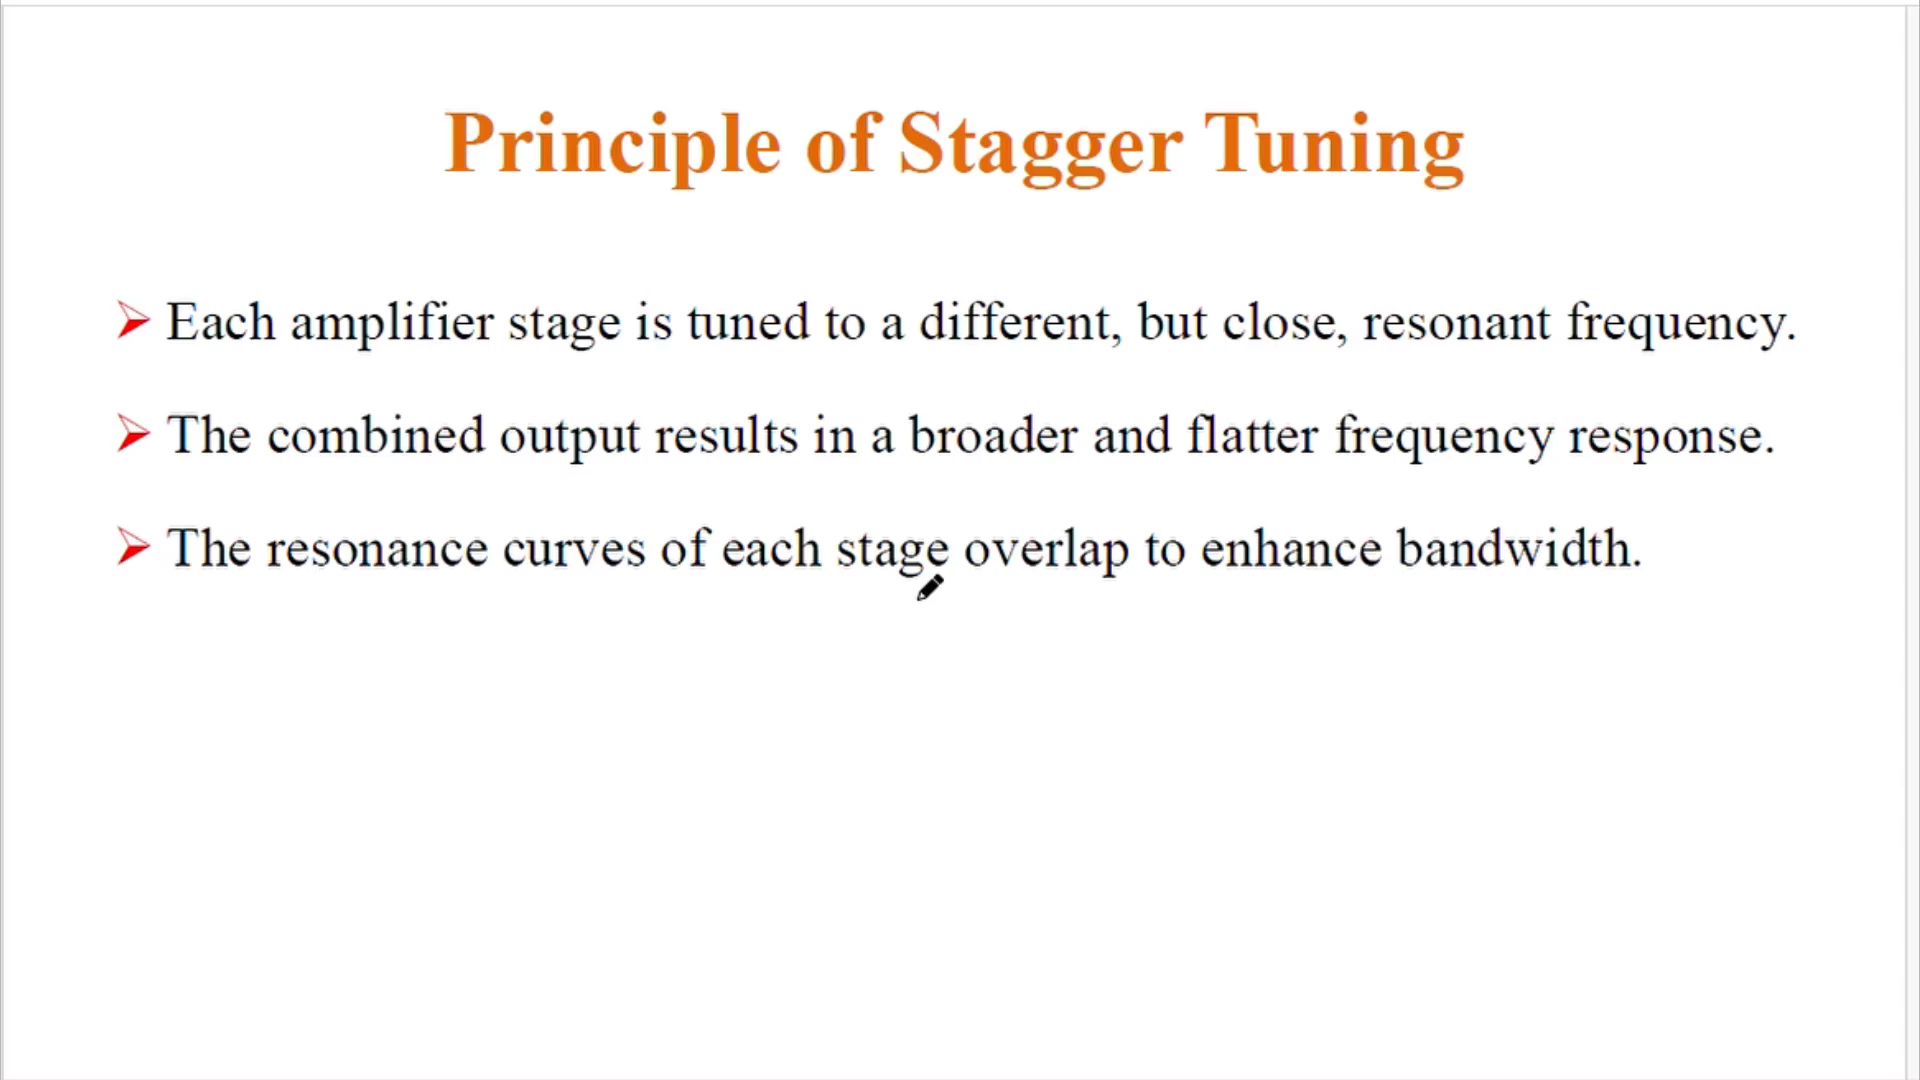 Principle of Stagger Tuning
Each amplifier stage is tuned to a different, but close, resonant frequency.
The combined output results in a broader and flatter frequency response.
The resonance curves of each stage overlap to enhance bandwidth.